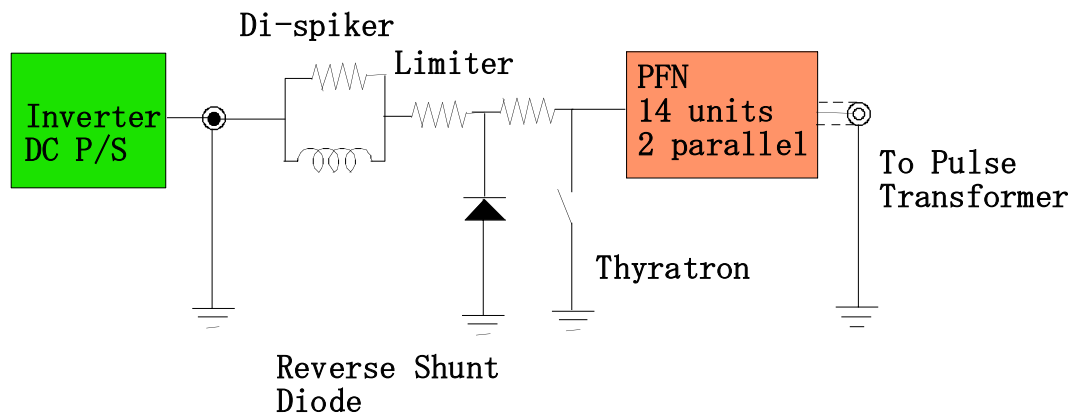 Di-spiker
Limiter
Inverter
DC P/S
PFN
14 units
2 parallel
To Pulse
Transformer
Thyratron
Reverse Shunt
Diode